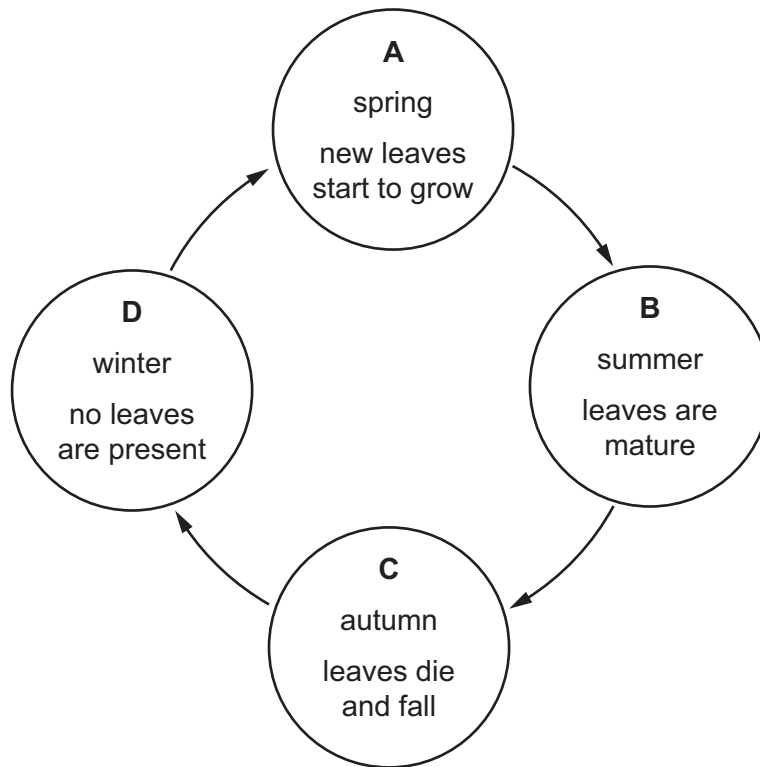 A
spring
new leaves
start to grow
B
summer
leaves are
mature
C
autumn
leaves die
and fall
D
winter
no leaves
are present